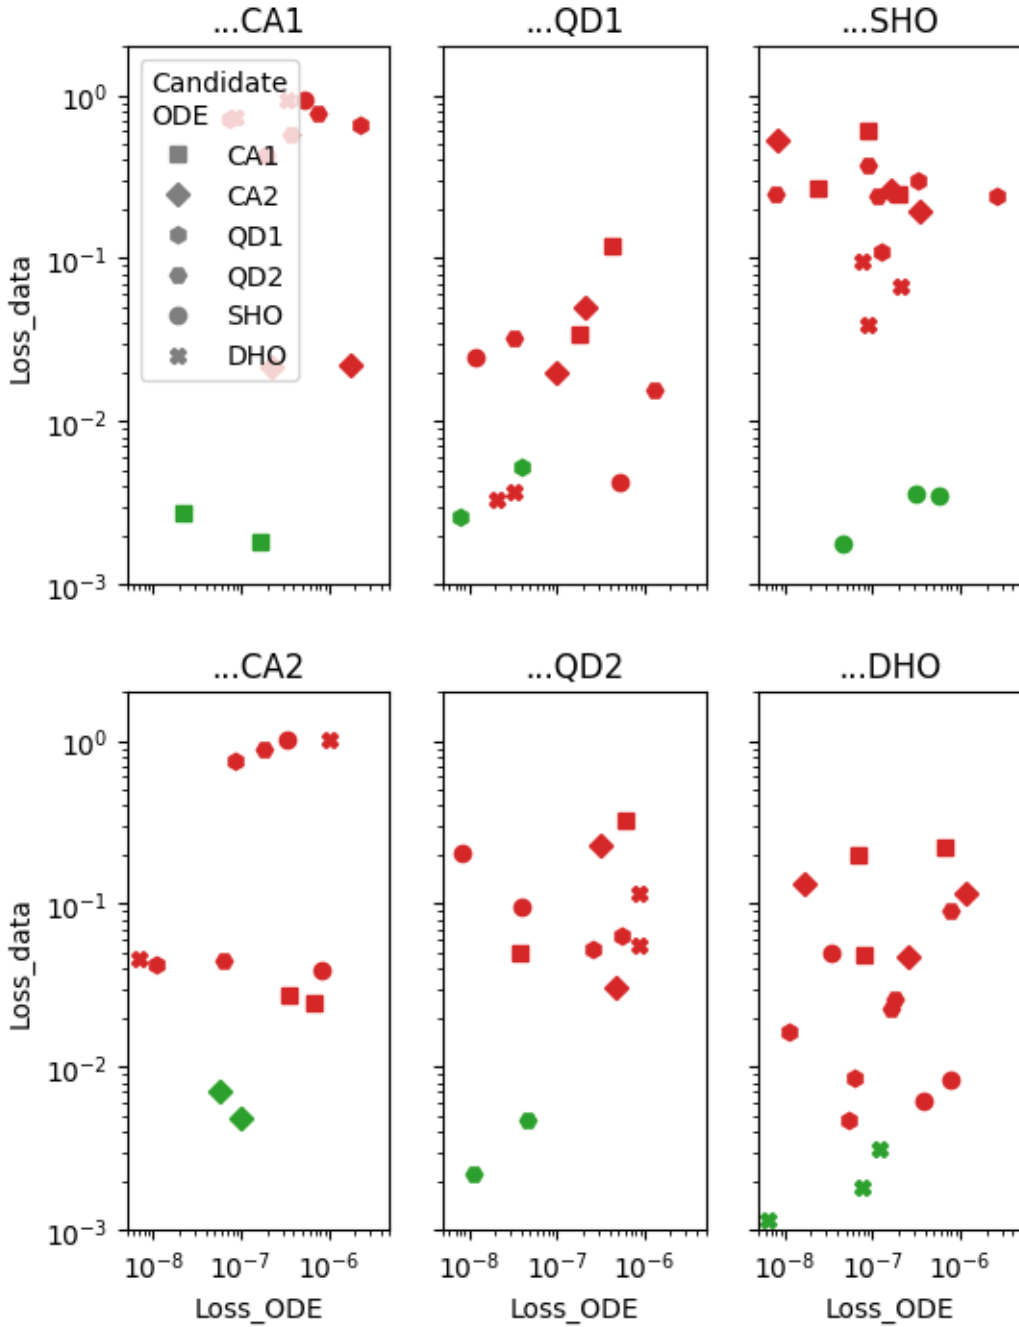 ...CA1
...QD1
...SHO
Loss_data
10^0
10^-1
10^-2
10^-3
Candidate
ODE
CA1
CA2
QD1
QD2
SHO
DHO
...CA2
...QD2
...DHO
Loss_data
10^0
10^-1
10^-2
10^-3
10^-8 10^-7 10^-6
10^-8 10^-7 10^-6
10^-8 10^-7 10^-6
Loss_ODE
Loss_ODE
Loss_ODE